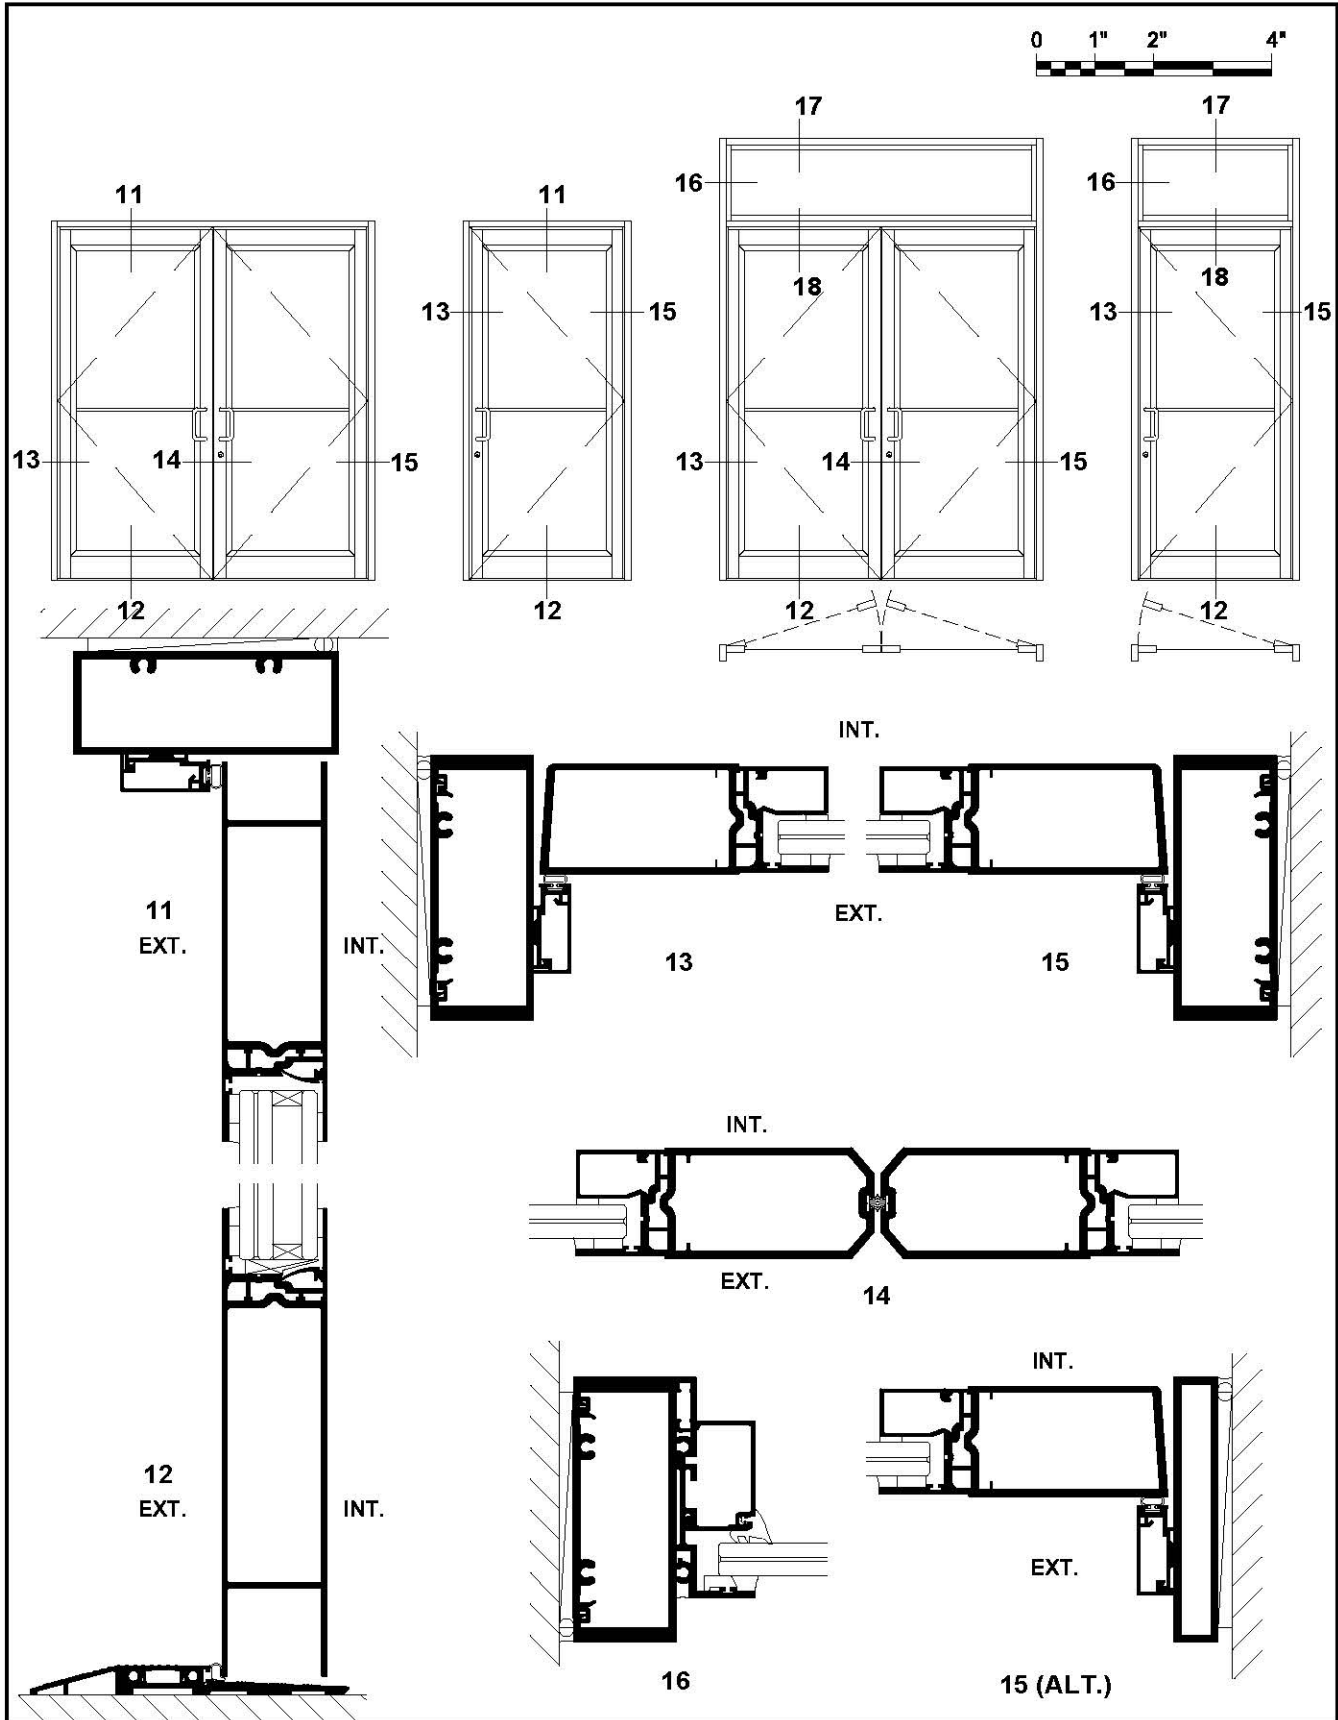 0 1" 2" 4"
17 17
16 16
11 11
18 18
13 15 13 15
13 14 15 13 14 15
12 12 12 12
INT.
11
EXT. INT.
EXT.
13 15
INT.
EXT.
14
INT.
12
EXT. INT.
EXT.
16
15 (ALT.)